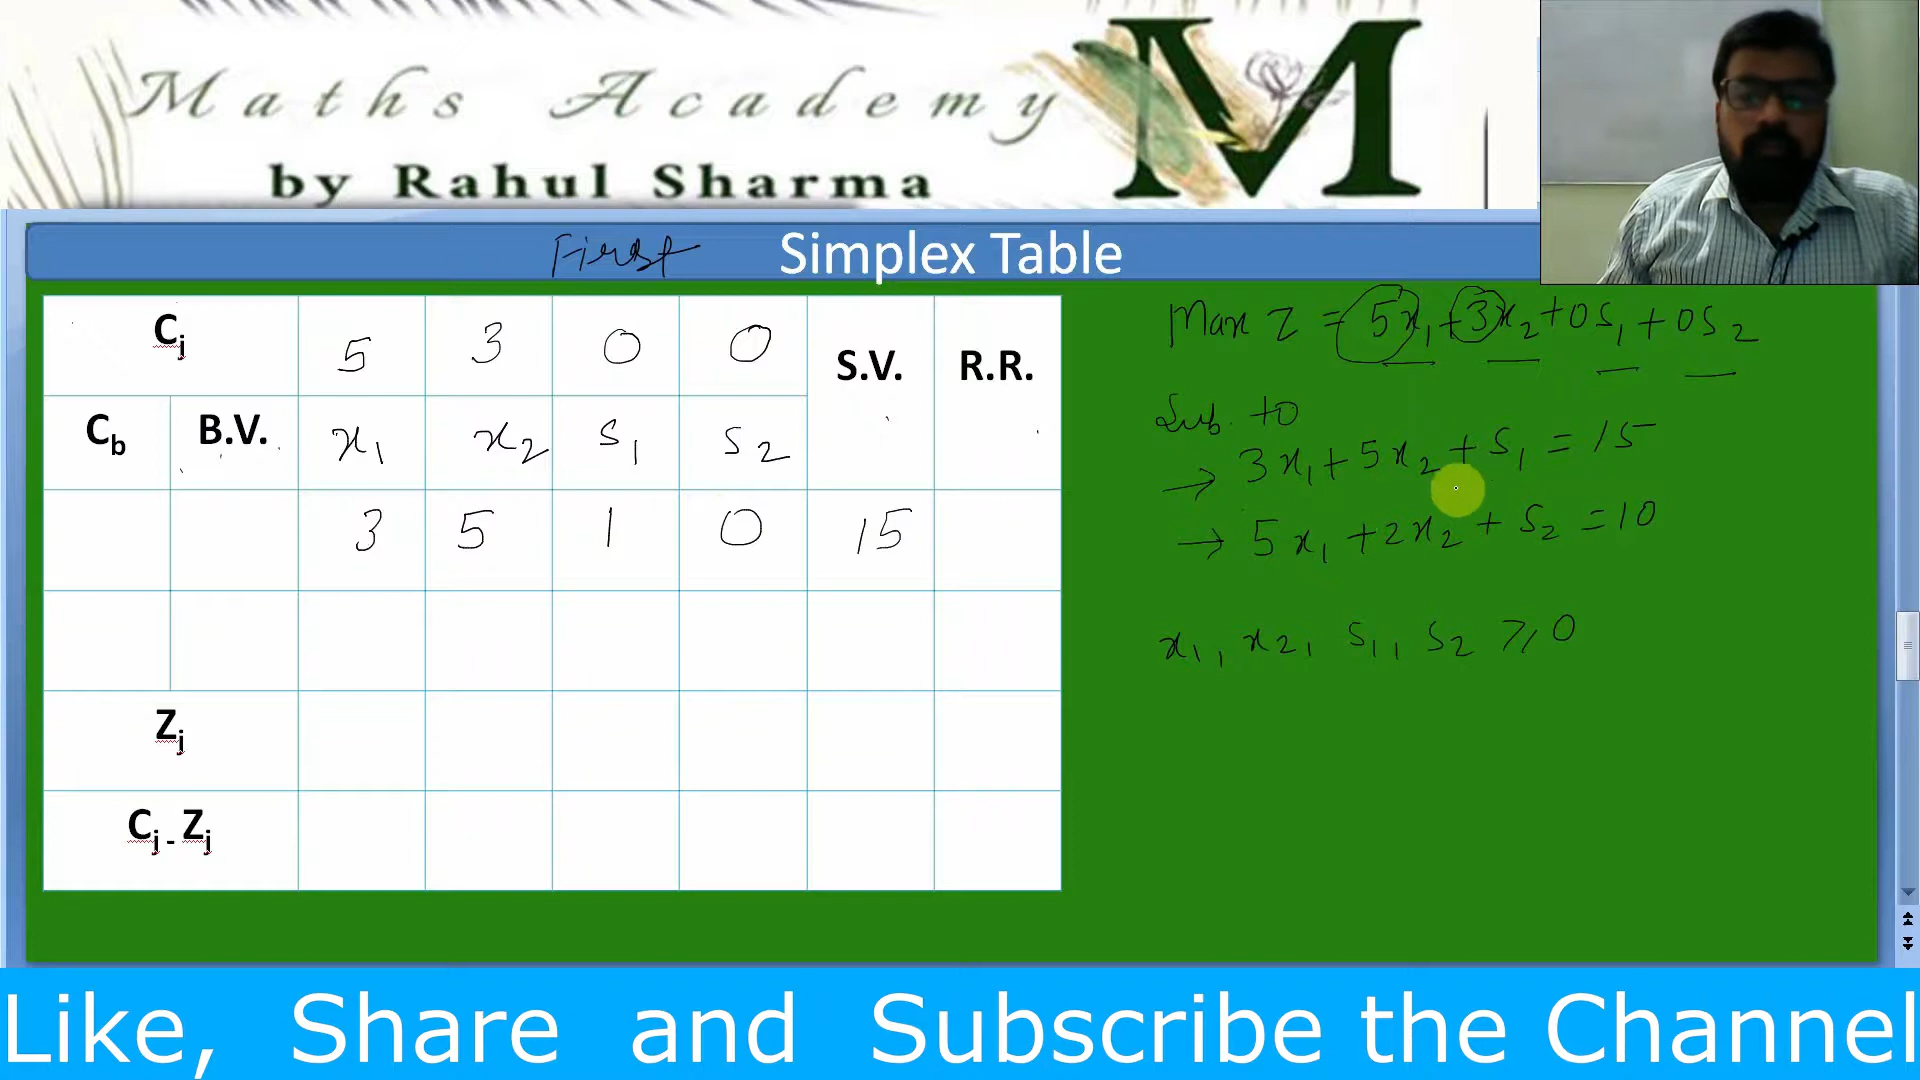 Maths Academy
M
by Rahul Sharma
First Simplex Table
Cj 5 3 0 0 S.V. R.R.
Cb B.V. x1 x2 s1 s2
3 5 1 0 15
Zj
Cj - Zj
Max Z = 5x1 + 3x2 + 0s1 + 0s2
Sub. to
→ 3x1 + 5x2 + s1 = 15
→ 5x1 + 2x2 + s2 = 10
x1, x2, s1, s2 ≥ 0
Like, Share and Subscribe the Channel